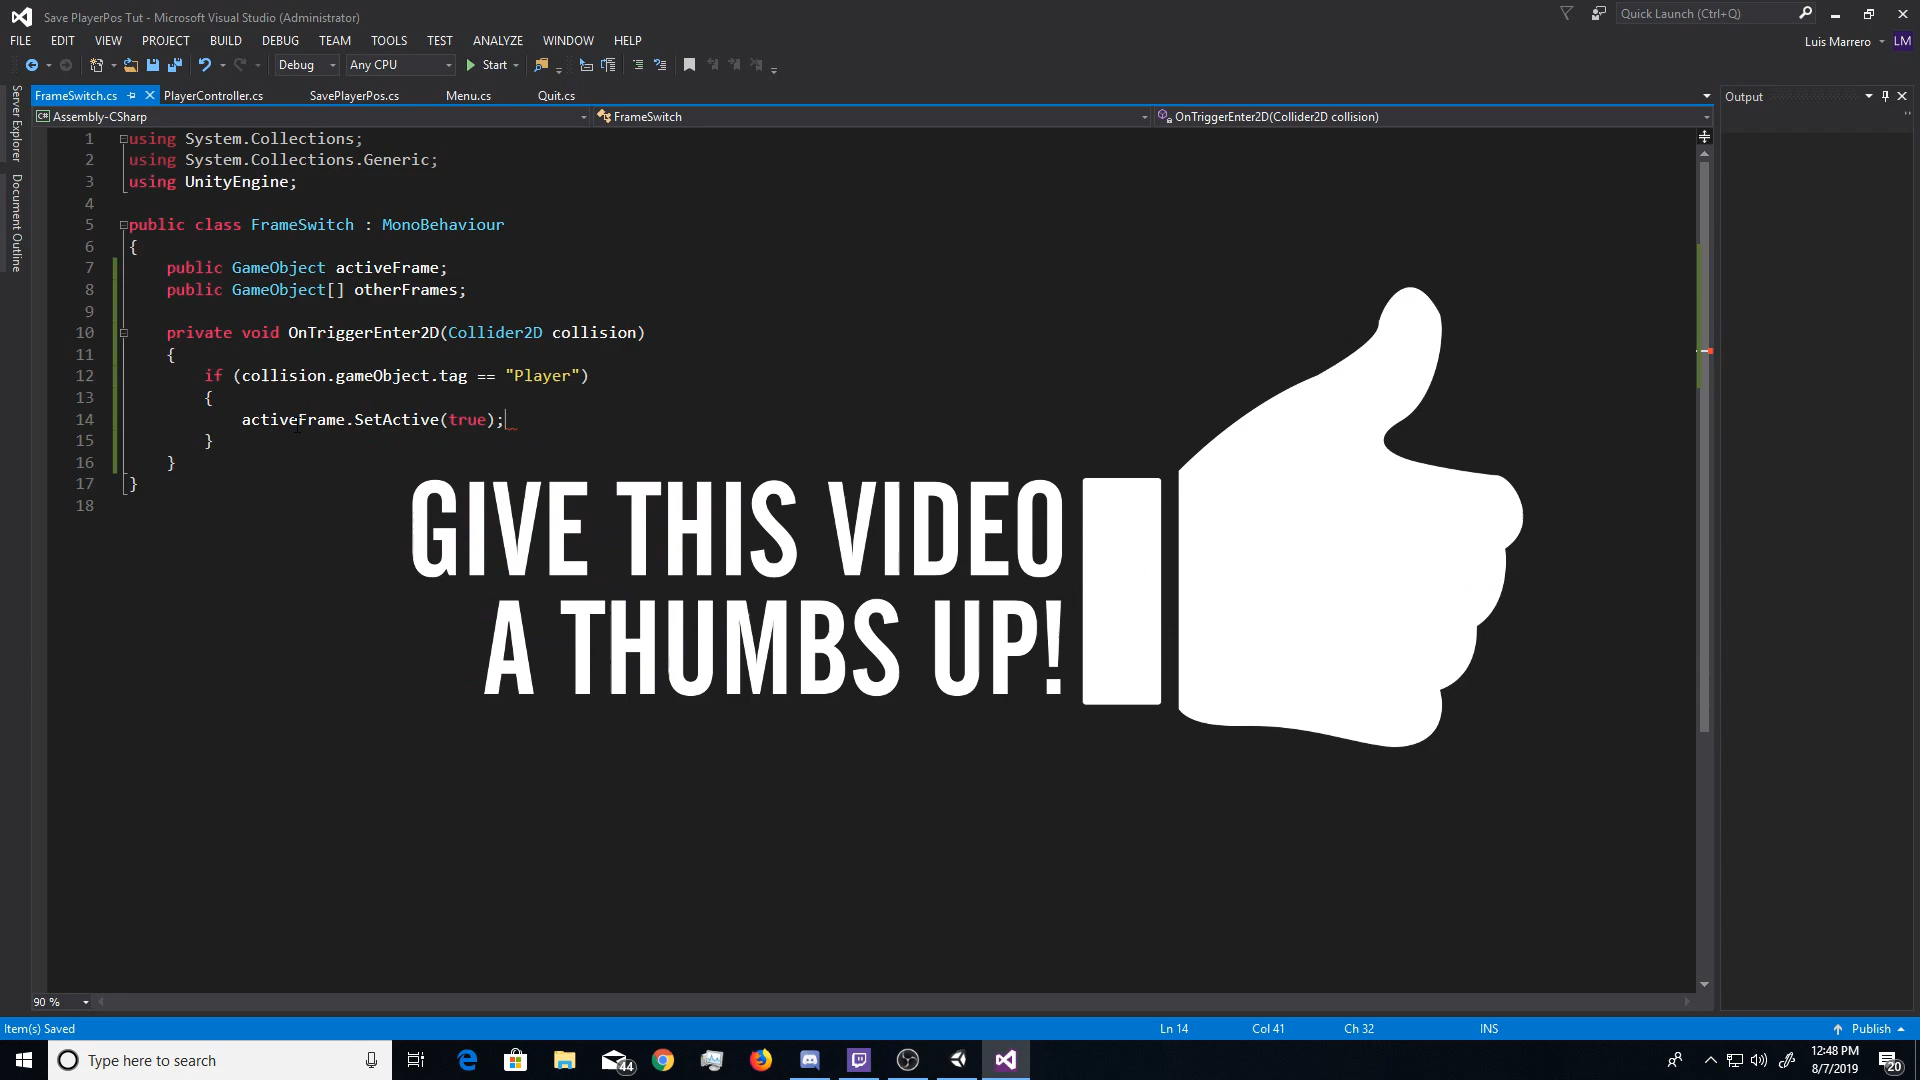 Save PlayerPos Tut - Microsoft Visual Studio (Administrator)
Quick Launch (Ctrl+Q)
FILE EDIT VIEW PROJECT BUILD DEBUG TEAM TOOLS TEST ANALYZE WINDOW HELP
Luis Marrero LM
Debug Any CPU Start
Server Explorer
Document Outline
FrameSwitch.cs PlayerController.cs SavePlayerPos.cs Menu.cs Quit.cs
Output
Assembly-CSharp FrameSwitch OnTriggerEnter2D(Collider2D collision)
1 using System.Collections;
2 using System.Collections.Generic;
3 using UnityEngine;
4
5 public class FrameSwitch : MonoBehaviour
6 {
7 public GameObject activeFrame;
8 public GameObject[] otherFrames;
9
10 private void OnTriggerEnter2D(Collider2D collision)
11 {
12 if (collision.gameObject.tag == "Player")
13 {
14 activeFrame.SetActive(true);
15 }
16 }
17 }
18
GIVE THIS VIDEO
A THUMBS UP!
90 %
Item(s) Saved Ln 14 Col 41 Ch 32 INS Publish
Type here to search
44
12:48 PM
8/7/2019
20